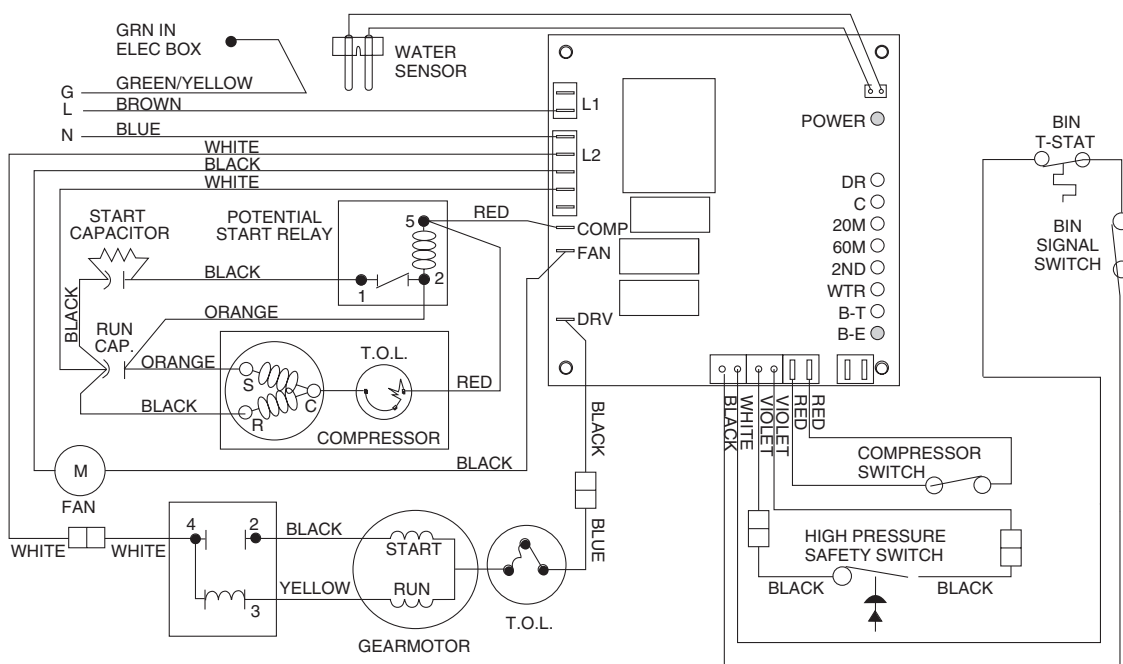 GRN IN
ELEC BOX
WATER
SENSOR
G
GREEN/YELLOW
L
BROWN
N
BLUE
WHITE
BLACK
WHITE
L1
L2
COMP
FAN
DRV
POWER
DR
C
20M
60M
2ND
WTR
B-T
B-E
BIN
T-STAT
BIN
SIGNAL
SWITCH
START
CAPACITOR
POTENTIAL
START RELAY
5
RED
BLACK
1
2
ORANGE
BLACK
RUN
CAP.
ORANGE
S
C
R
T.O.L.
RED
BLACK
COMPRESSOR
M
FAN
BLACK
BLACK
WHITE
VIOLET
VIOLET
RED
RED
COMPRESSOR
SWITCH
HIGH PRESSURE
SAFETY SWITCH
BLACK
BLACK
BLACK
BLUE
WHITE
WHITE
4
2
BLACK
START
3
YELLOW
RUN
GEARMOTOR
T.O.L.